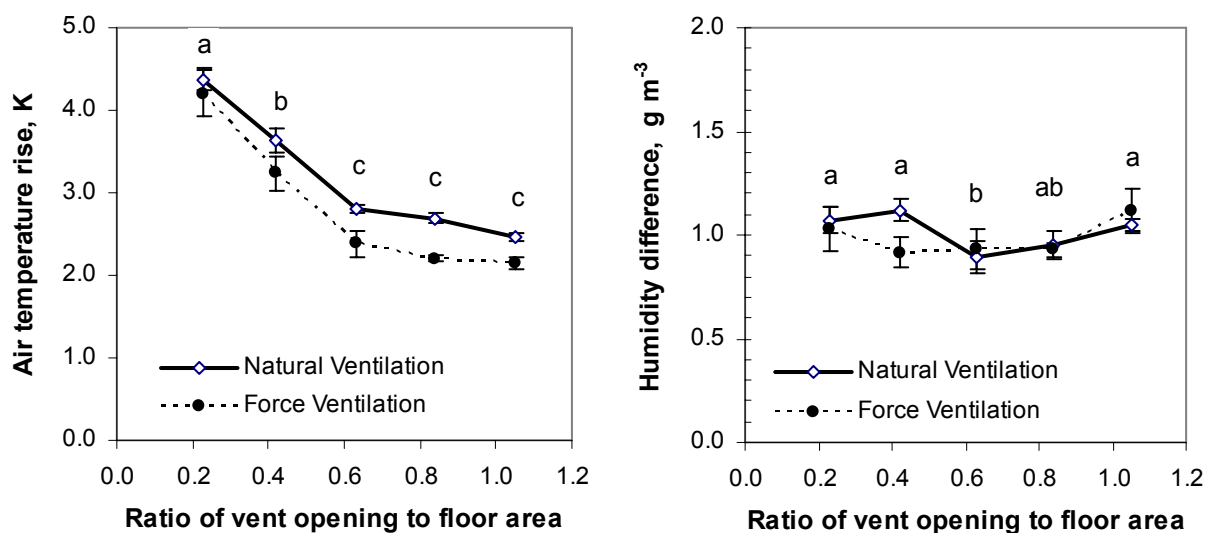 5.0
4.0
3.0
2.0
1.0
0.0
Air temperature rise, K
a
b
c
c
c
Natural Ventilation
Force Ventilation
0.0 0.2 0.4 0.6 0.8 1.0 1.2
Ratio of vent opening to floor area
2.0
1.5
1.0
0.5
0.0
Humidity difference, g m-3
a
a
b
ab
a
Natural Ventilation
Force Ventilation
0.0 0.2 0.4 0.6 0.8 1.0 1.2
Ratio of vent opening to floor area